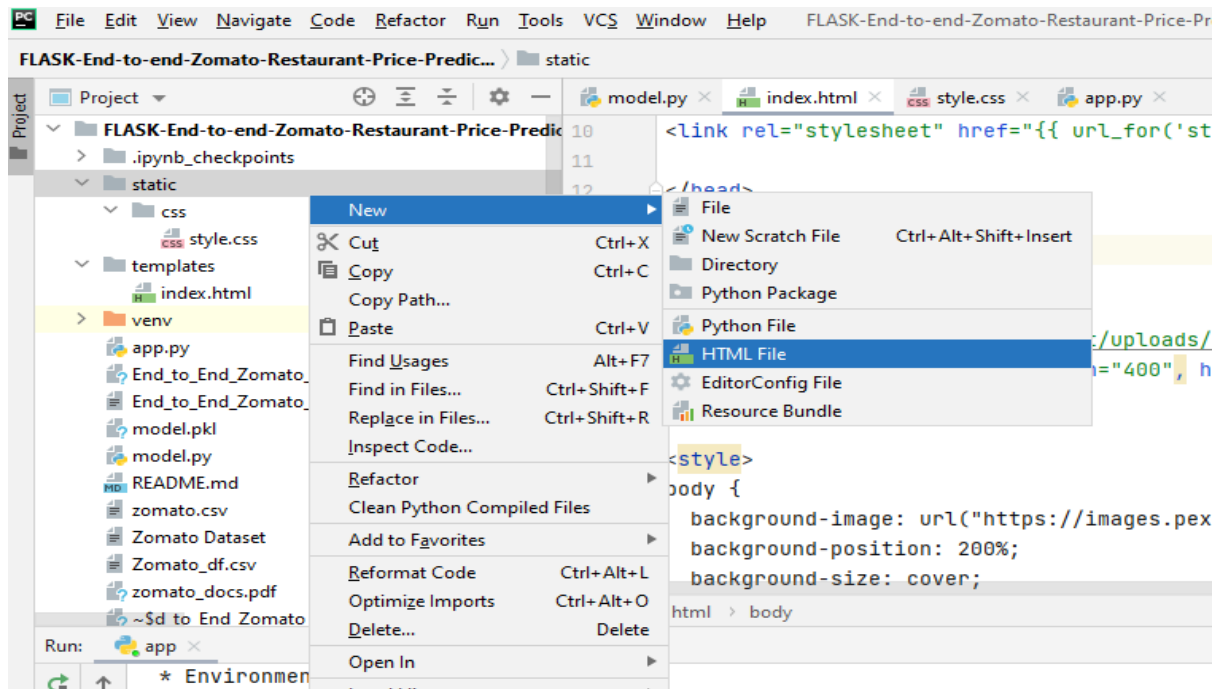 PC File Edit View Navigate Code Refactor Run Tools VCS Window Help FLASK-End-to-end-Zomato-Restaurant-Price-Pr
FLASK-End-to-end-Zomato-Restaurant-Price-Predic... static
Project
Project
model.py index.html style.css app.py
FLASK-End-to-end-Zomato-Restaurant-Price-Predic
.ipynb_checkpoints
static
css
style.css
templates
index.html
venv
app.py
End_to_End_Zomato_
End_to_End_Zomato_
model.pkl
model.py
README.md
zomato.csv
Zomato Dataset
Zomato_df.csv
zomato_docs.pdf
~$d to End Zomato
New
Cut Ctrl+X
Copy Ctrl+C
Copy Path...
Paste Ctrl+V
Find Usages Alt+F7
Find in Files... Ctrl+Shift+F
Replace in Files... Ctrl+Shift+R
Inspect Code...
Refactor
Clean Python Compiled Files
Add to Favorites
Reformat Code Ctrl+Alt+L
Optimize Imports Ctrl+Alt+O
Delete... Delete
Open In
File
New Scratch File Ctrl+Alt+Shift+Insert
Directory
Python Package
Python File
HTML File
EditorConfig File
Resource Bundle
10 <link rel="stylesheet" href="{{ url_for('st
11
12 </head>
:/uploads/
="400", h
<style>
body {
background-image: url("https://images.pex
background-position: 200%;
background-size: cover;
html > body
Run: app
* Environmen